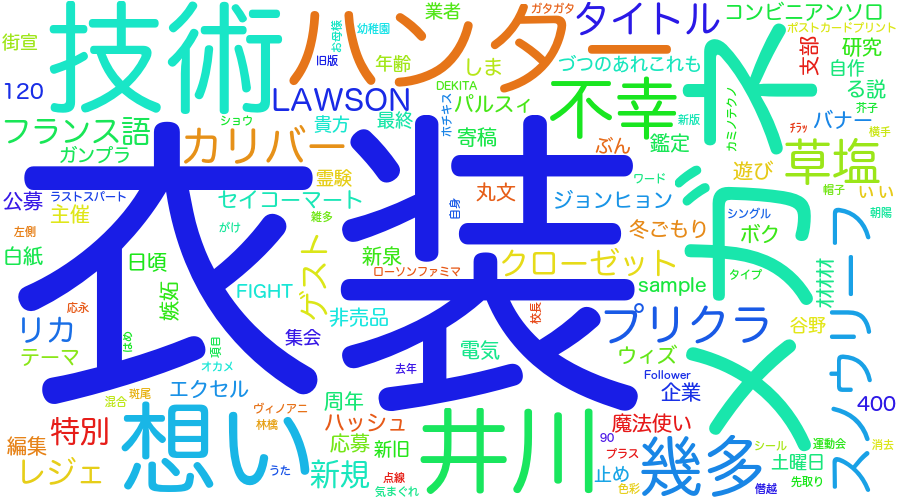 衣装
技術
ハンター
タイトル
コンビニアンソロ
ポストカードプリント
業者
ガタガタ
お母様
幼稚園
街宣
旧版
年齢
しま
づつのあれこれも
支部
研究
自作
る説
120
LAWSON
DEKITA
パルスィ
不幸
ネ
フランス語
ショウ
貴方
最終
ホチキス
寄稿
新版
カミノテクノ
バナー
芥子
カリバー
ガンプラ
霊験
ぶん
鑑定
ﾁﾗｯ
横手
草塩
遊び
公募
ラストスパート
主催
セイコーマート
丸文
自身
ジョンヒョン
ワード
帽子
いい
左側
雑多
がけ
冬ごもり
ボク
シングル
朝陽
白紙
日頃
ゲスト
新泉
ローソンファミマ
クローゼット
メガネ
タイプ
材材材
スノウリーフ
嫉妬
FIGHT
sample
応永
リカ
はめ
項目
集会
非売品
校長
プリクラ
谷野
テーマ
オカメ
電気
去年
ウィズ
エクセル
Follower
企業
400
斑尾
混合
ヴィノアニ
周年
林檎
ハッシュ
魔法使い
特別
想い
編集
応募
新旧
井川
90
プラス
幾多
シール
運動会
消去
レジェ
うた
新規
点線
気まぐれ
止め
色彩
土曜日
先取り
僭越